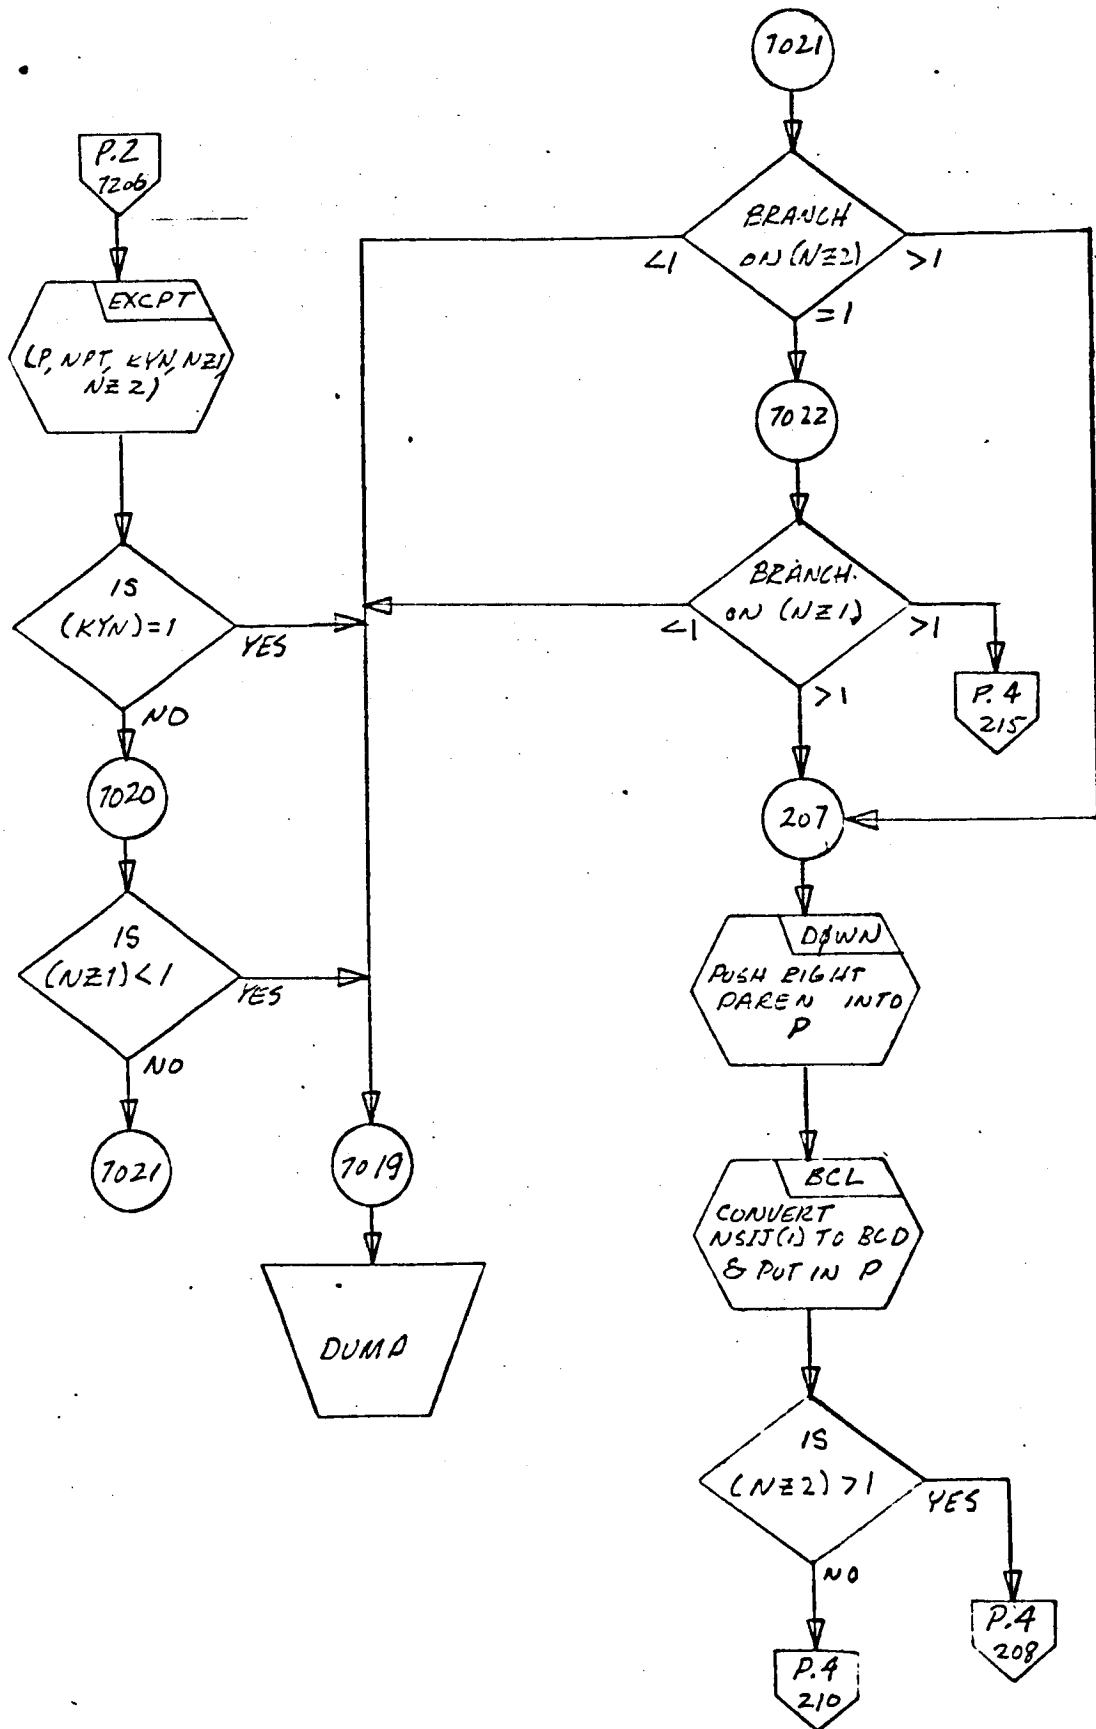 P.2
7206
EXCPT
(P, NPT, KYN, NZ1,
NZ2)
IS
(KYN)=1
YES
NO
7020
IS
(NZ1)<1
YES
NO
7021
7019
DUMP
7021
BRANCH
ON (NZ2)
<1
>1
=1
7022
BRANCH
ON (NZ1)
<1
>1
>1
P.4
215
207
DOWN
PUSH RIGHT
PAREN INTO
P
BCL
CONVERT
NSIJ(1) TO BCD
& PUT IN P
IS
(NZ2) >1
YES
NO
P.4
208
P.4
210